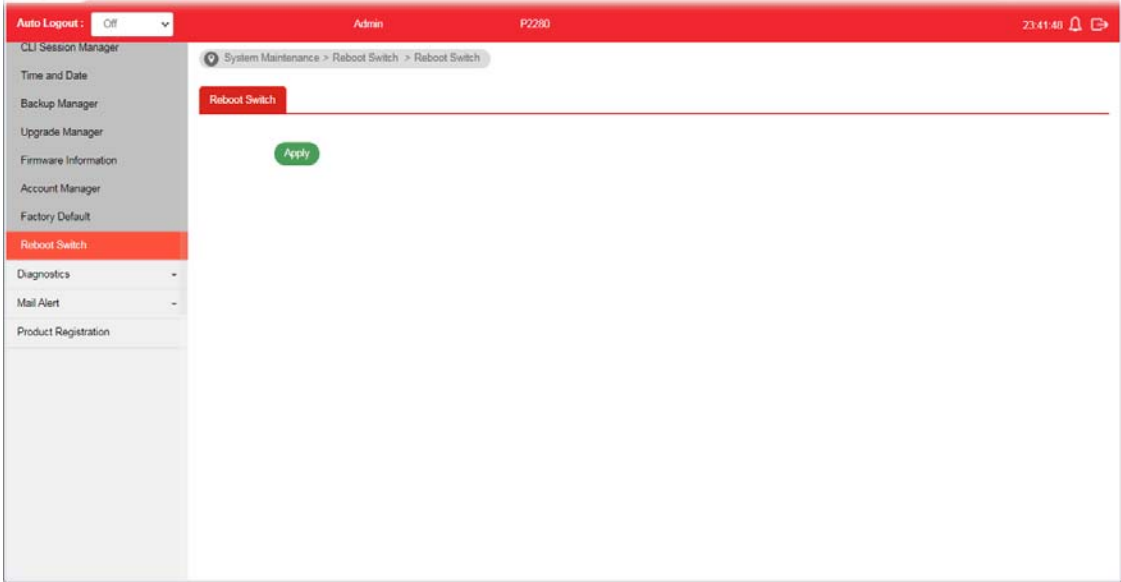 Auto Logout : Off Admin P2280 23:41:48
CLI Session Manager
System Maintenance > Reboot Switch > Reboot Switch
Time and Date
Backup Manager
Reboot Switch
Upgrade Manager
Apply
Firmware Information
Account Manager
Factory Default
Reboot Switch
Diagnostics
Mail Alert
Product Registration